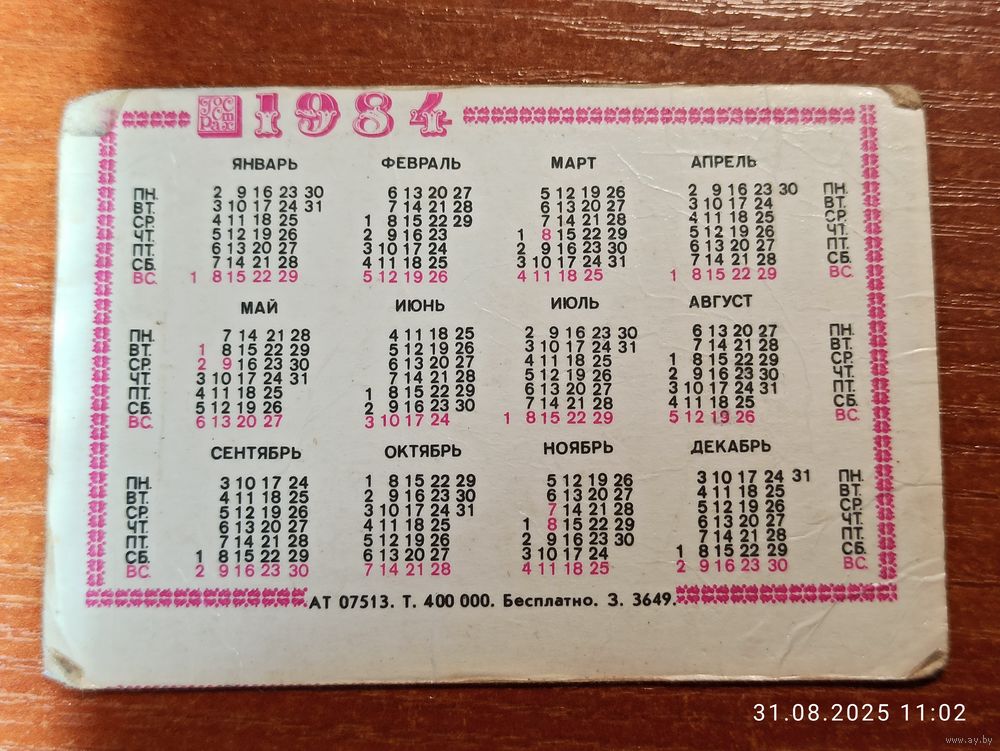 Госстрах 1984
ЯНВАРЬ ФЕВРАЛЬ МАРТ АПРЕЛЬ
ПН. 2 9 16 23 30 6 13 20 27 5 12 19 26 2 9 16 23 30 ПН.
ВТ. 3 10 17 24 31 7 14 21 28 6 13 20 27 3 10 17 24 ВТ.
СР. 4 11 18 25 1 8 15 22 29 7 14 21 28 4 11 18 25 СР.
ЧТ. 5 12 19 26 2 9 16 23 1 8 15 22 29 5 12 19 26 ЧТ.
ПТ. 6 13 20 27 3 10 17 24 2 9 16 23 30 6 13 20 27 ПТ.
СБ. 7 14 21 28 4 11 18 25 3 10 17 24 31 7 14 21 28 СБ.
ВС. 1 8 15 22 29 5 12 19 26 4 11 18 25 1 8 15 22 29 ВС.
МАЙ ИЮНЬ ИЮЛЬ АВГУСТ
ПН. 7 14 21 28 4 11 18 25 2 9 16 23 30 6 13 20 27 ПН.
ВТ. 1 8 15 22 29 5 12 19 26 3 10 17 24 31 7 14 21 28 ВТ.
СР. 2 9 16 23 30 6 13 20 27 4 11 18 25 1 8 15 22 29 СР.
ЧТ. 3 10 17 24 31 7 14 21 28 5 12 19 26 2 9 16 23 30 ЧТ.
ПТ. 4 11 18 25 1 8 15 22 29 6 13 20 27 3 10 17 24 31 ПТ.
СБ. 5 12 19 26 2 9 16 23 30 7 14 21 28 4 11 18 25 СБ.
ВС. 6 13 20 27 3 10 17 24 1 8 15 22 29 5 12 19 26 ВС.
СЕНТЯБРЬ ОКТЯБРЬ НОЯБРЬ ДЕКАБРЬ
ПН. 3 10 17 24 1 8 15 22 29 5 12 19 26 3 10 17 24 31 ПН.
ВТ. 4 11 18 25 2 9 16 23 30 6 13 20 27 4 11 18 25 ВТ.
СР. 5 12 19 26 3 10 17 24 31 7 14 21 28 5 12 19 26 СР.
ЧТ. 6 13 20 27 4 11 18 25 1 8 15 22 29 6 13 20 27 ЧТ.
ПТ. 7 14 21 28 5 12 19 26 2 9 16 23 30 7 14 21 28 ПТ.
СБ. 1 8 15 22 29 6 13 20 27 3 10 17 24 1 8 15 22 29 СБ.
ВС. 2 9 16 23 30 7 14 21 28 4 11 18 25 2 9 16 23 30 ВС.
АТ 07513. Т. 400 000. Бесплатно. З. 3649.
31.08.2025 11:02
www.ay.by